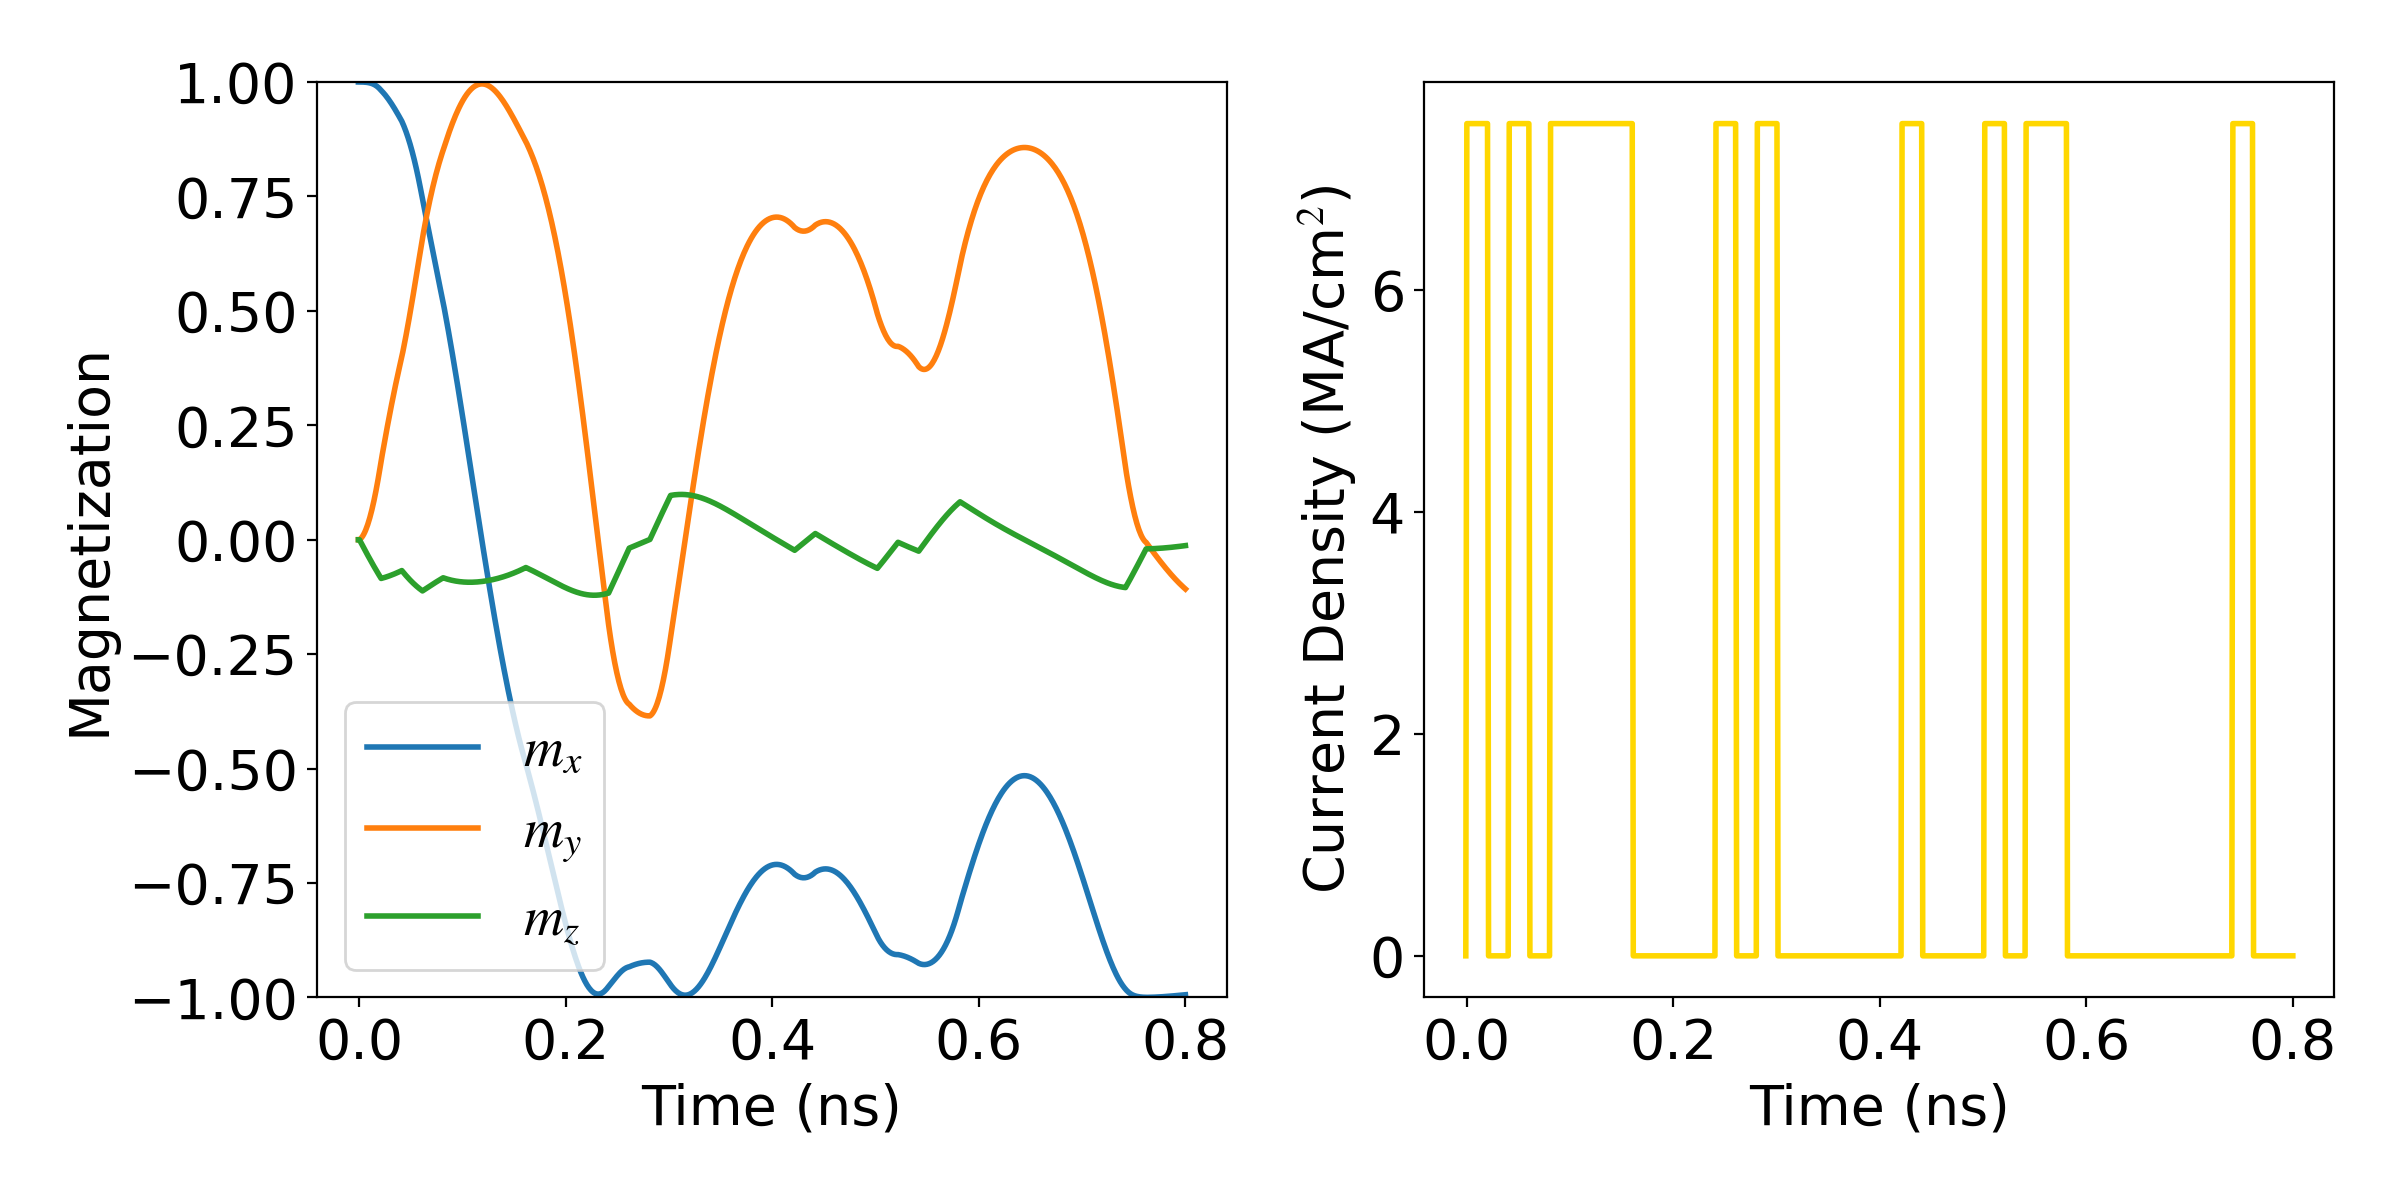 Magnetization
1.00
0.75
0.50
0.25
0.00
−0.25
−0.50
−0.75
−1.00
m_x
m_y
m_z
0.0 0.2 0.4 0.6 0.8
Time (ns)
Current Density (MA/cm²)
6
4
2
0
0.0 0.2 0.4 0.6 0.8
Time (ns)